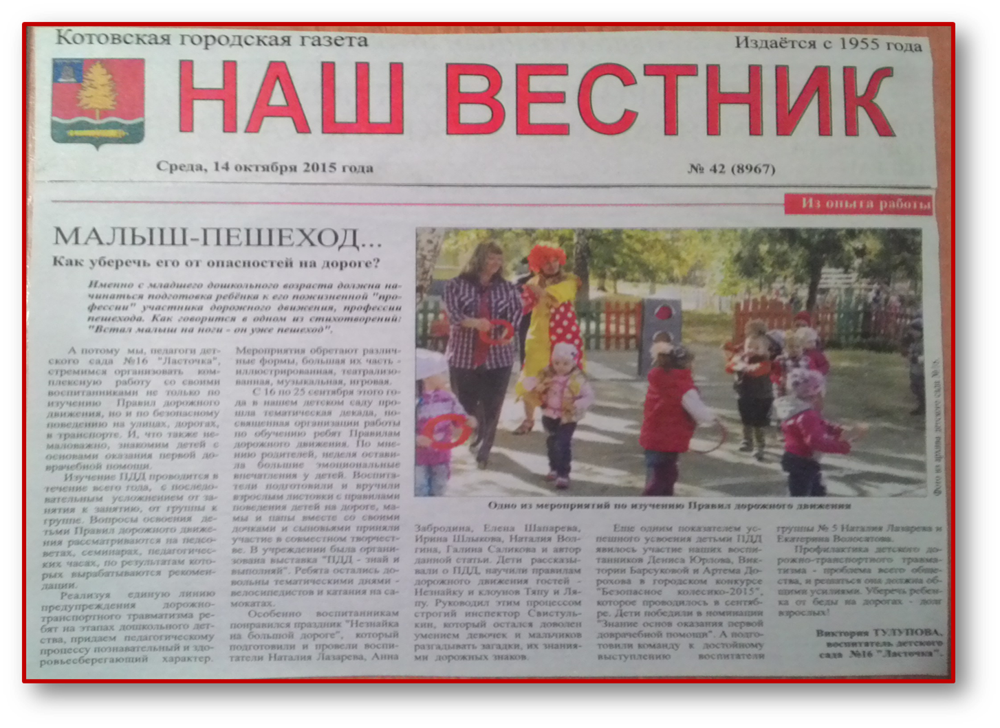 Котовская городская газета
Издаётся с 1955 года
НАШ ВЕСТНИК
Среда, 14 октября 2015 года
№ 42 (8967)
Из опыта работы
МАЛЫШ-ПЕШЕХОД...
Как уберечь его от опасностей на дороге?
Именно с младшего дошкольного возраста должна на-
чинаться подготовка ребёнка к его пожизненной "про-
фессии" участника дорожного движения, профессии
пешехода. Как говорится в одном из стихотворений:
"Встал малыш на ноги - он уже пешеход".
А потому мы, педагоги дет-
ского сада №16 "Ласточка",
стремимся организовать ком-
плексную работу со своими
воспитанниками не только по
изучению Правил дорожного
движения, но и по безопасному
поведению на улицах, дорогах,
в транспорте. И, что также не-
маловажно, знакомим детей с
основами оказания первой до-
врачебной помощи.
Изучение ПДД проводится в
течение всего года, с последо-
вательным усложнением от за-
нятия к занятию, от группы к
группе. Вопросы освоения де-
тьми Правил дорожного движе-
ния рассматриваются на педсо-
ветах, семинарах, педагогичес-
ких часах, по результатам кото-
рых вырабатываются рекомен-
дации.
Реализуя единую линию
предупреждения дорожно-
транспортного травматизма ре-
бят на этапах дошкольного дет-
ства, придаем педагогическому
процессу познавательный и здо-
ровьесберегающий характер.
Мероприятия обретают различ-
ные формы, большая их часть -
иллюстрированная, театрализо-
ванная, музыкальная, игровая.
С 16 по 25 сентября этого го-
да в нашем детском саду про-
шла тематическая декада, по-
священная организации работы
по обучению ребят Правилам
дорожного движения. По мне-
нию родителей, неделя остави-
ла большие эмоциональные
впечатления у детей. Воспита-
тели подготовили и вручили
взрослым листовки с правилами
поведения детей на дороге, ма-
мы и папы вместе со своими
дочками и сыновьями приняли
участие в совместном творчест-
ве. В учреждении была органи-
зована выставка "ПДД - знай и
выполняй". Ребята остались до-
вольны тематическими днями -
велосипедистов и катания на са-
мокатах.
Особенно воспитанникам
понравился праздник "Незнайка
на большой дороге", который
подготовили и провели воспи-
татели Наталия Лазарева, Анна
Фото из архива детского сада №16.
Одно из мероприятий по изучению Правил дорожного движения
Забродина, Елена Шапарева,
Ирина Шлыкова, Наталия Вол-
гина, Галина Саликова и автор
данной статьи. Дети рассказы-
вали о ПДД, научили правилам
дорожного движения гостей -
Незнайку и клоунов Тяпу и Ля-
пу. Руководил этим процессом
строгий инспектор Свистуль-
кин, который остался доволен
умением девочек и мальчиков
разгадывать загадки, их знания-
ми дорожных знаков.
Еще одним показателем ус-
пешного усвоения детьми ПДД
явилось участие наших воспи-
танников Дениса Юрлова, Вик-
тории Барсуковой и Артема До-
рохова в городском конкурсе
"Безопасное колесико-2015",
которое проводилось в сентяб-
ре. Дети победили в номинации
"Знание основ оказания первой
доврачебной помощи". А подго-
товили команду к достойному
выступлению воспитатели
группы № 5 Наталия Лазарева и
Екатерина Волосатова.
Профилактика детского до-
рожно-транспортного травма-
тизма - проблема всего обще-
ства, и решаться она должна об-
щими усилиями. Уберечь ребен-
ка от беды на дорогах - долг
взрослых!
Виктория ТУЛУПОВА,
воспитатель детского
сада №16 "Ласточка".